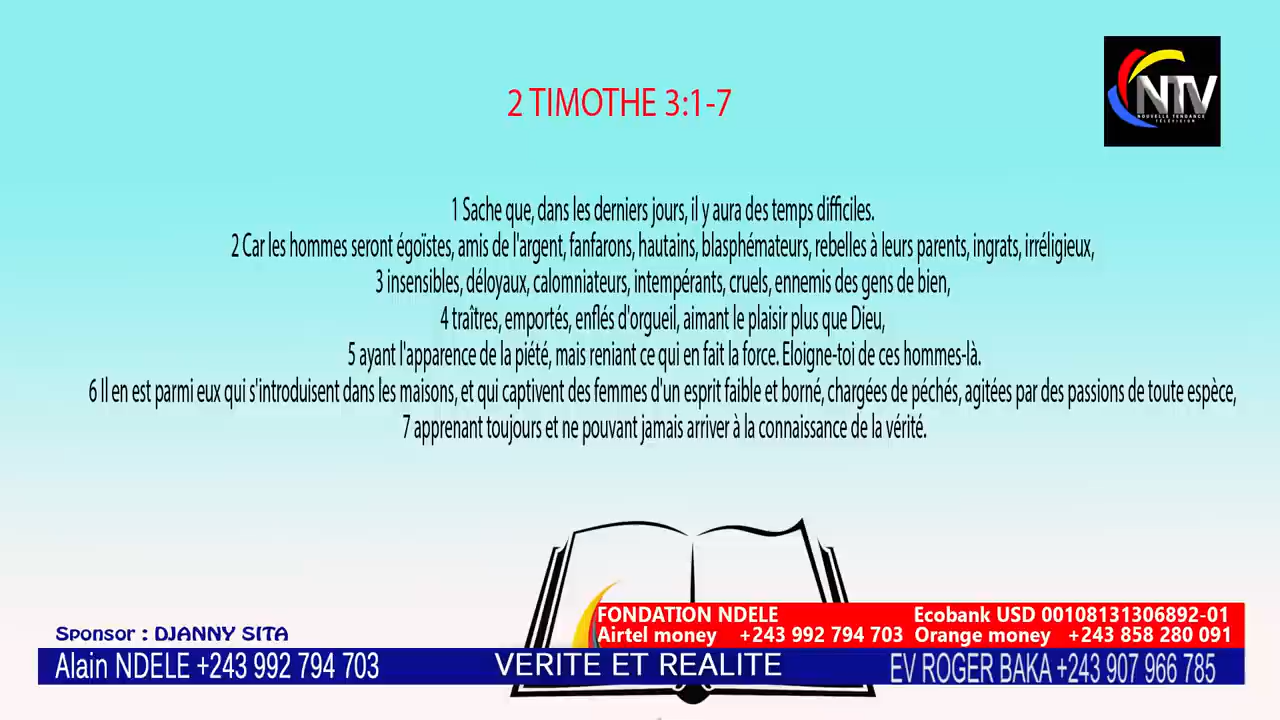 2 TIMOTHE 3:1-7
NTV
NOUVELLE TENDANCE
TELEVISION
1 Sache que, dans les derniers jours, il y aura des temps difficiles.
2 Car les hommes seront égoïstes, amis de l'argent, fanfarons, hautains, blasphémateurs, rebelles à leurs parents, ingrats, irréligieux,
3 insensibles, déloyaux, calomniateurs, intempérants, cruels, ennemis des gens de bien,
4 traîtres, emportés, enflés d'orgueil, aimant le plaisir plus que Dieu,
5 ayant l'apparence de la piété, mais reniant ce qui en fait la force. Eloigne-toi de ces hommes-là.
6 Il en est parmi eux qui s'introduisent dans les maisons, et qui captivent des femmes d'un esprit faible et borné, chargées de péchés, agitées par des passions de toute espèce,
7 apprenant toujours et ne pouvant jamais arriver à la connaissance de la vérité.
FONDATION NDELE Ecobank USD 00108131306892-01
Airtel money +243 992 794 703 Orange money +243 858 280 091
Sponsor : DJANNY SITA
Alain NDELE +243 992 794 703 VERITE ET REALITE EV ROGER BAKA +243 907 966 785